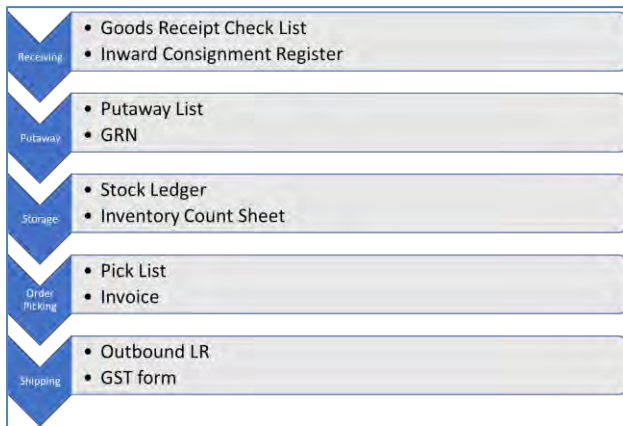 Receiving
• Goods Receipt Check List
• Inward Consignment Register
Putaway
• Putaway List
• GRN
Storage
• Stock Ledger
• Inventory Count Sheet
Order
Picking
• Pick List
• Invoice
Shipping
• Outbound LR
• GST form